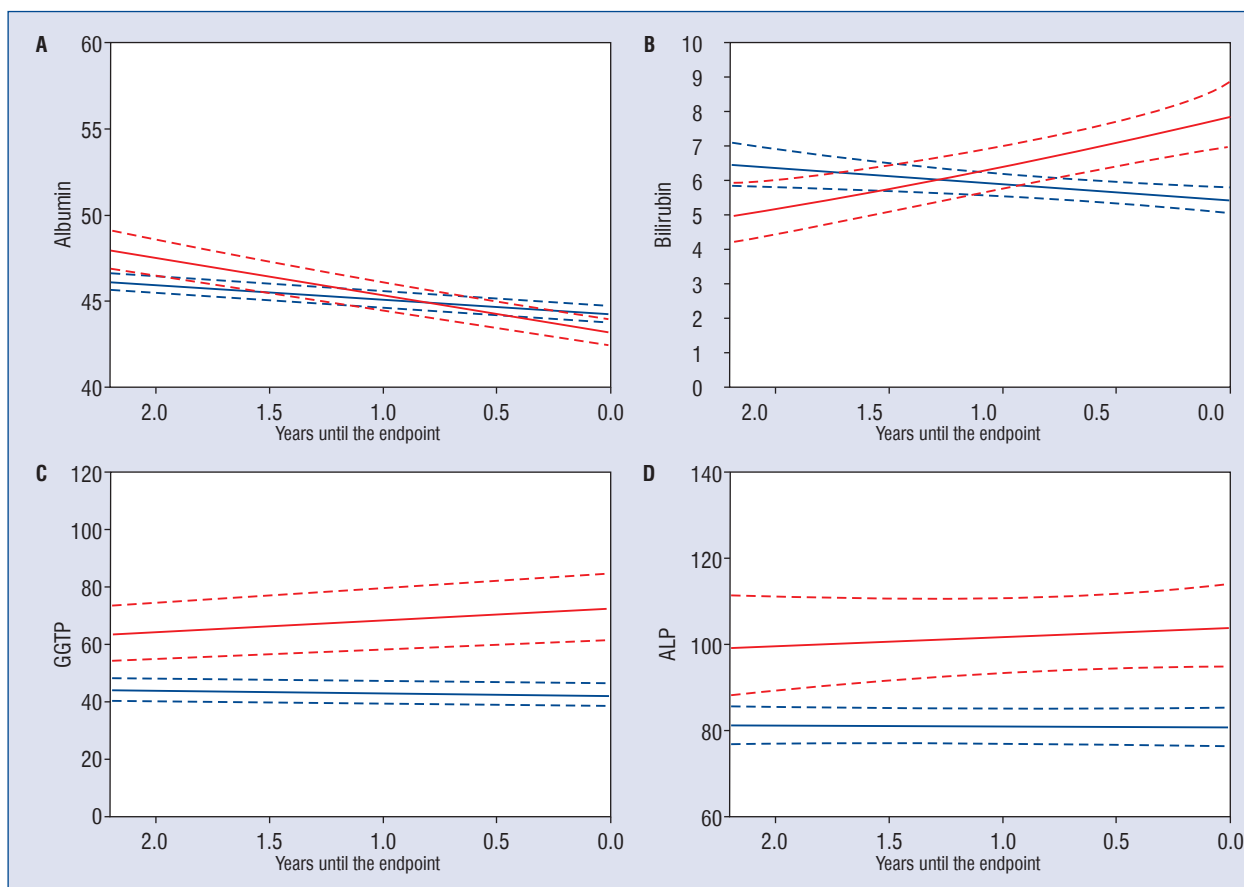 A
Albumin
60
55
50
45
40
2.0 1.5 1.0 0.5 0.0
Years until the endpoint
B
Bilirubin
10
9
8
7
6
5
4
3
2
1
0
2.0 1.5 1.0 0.5 0.0
Years until the endpoint
C
GGTP
120
100
80
60
40
20
0
2.0 1.5 1.0 0.5 0.0
Years until the endpoint
D
ALP
140
120
100
80
60
2.0 1.5 1.0 0.5 0.0
Years until the endpoint